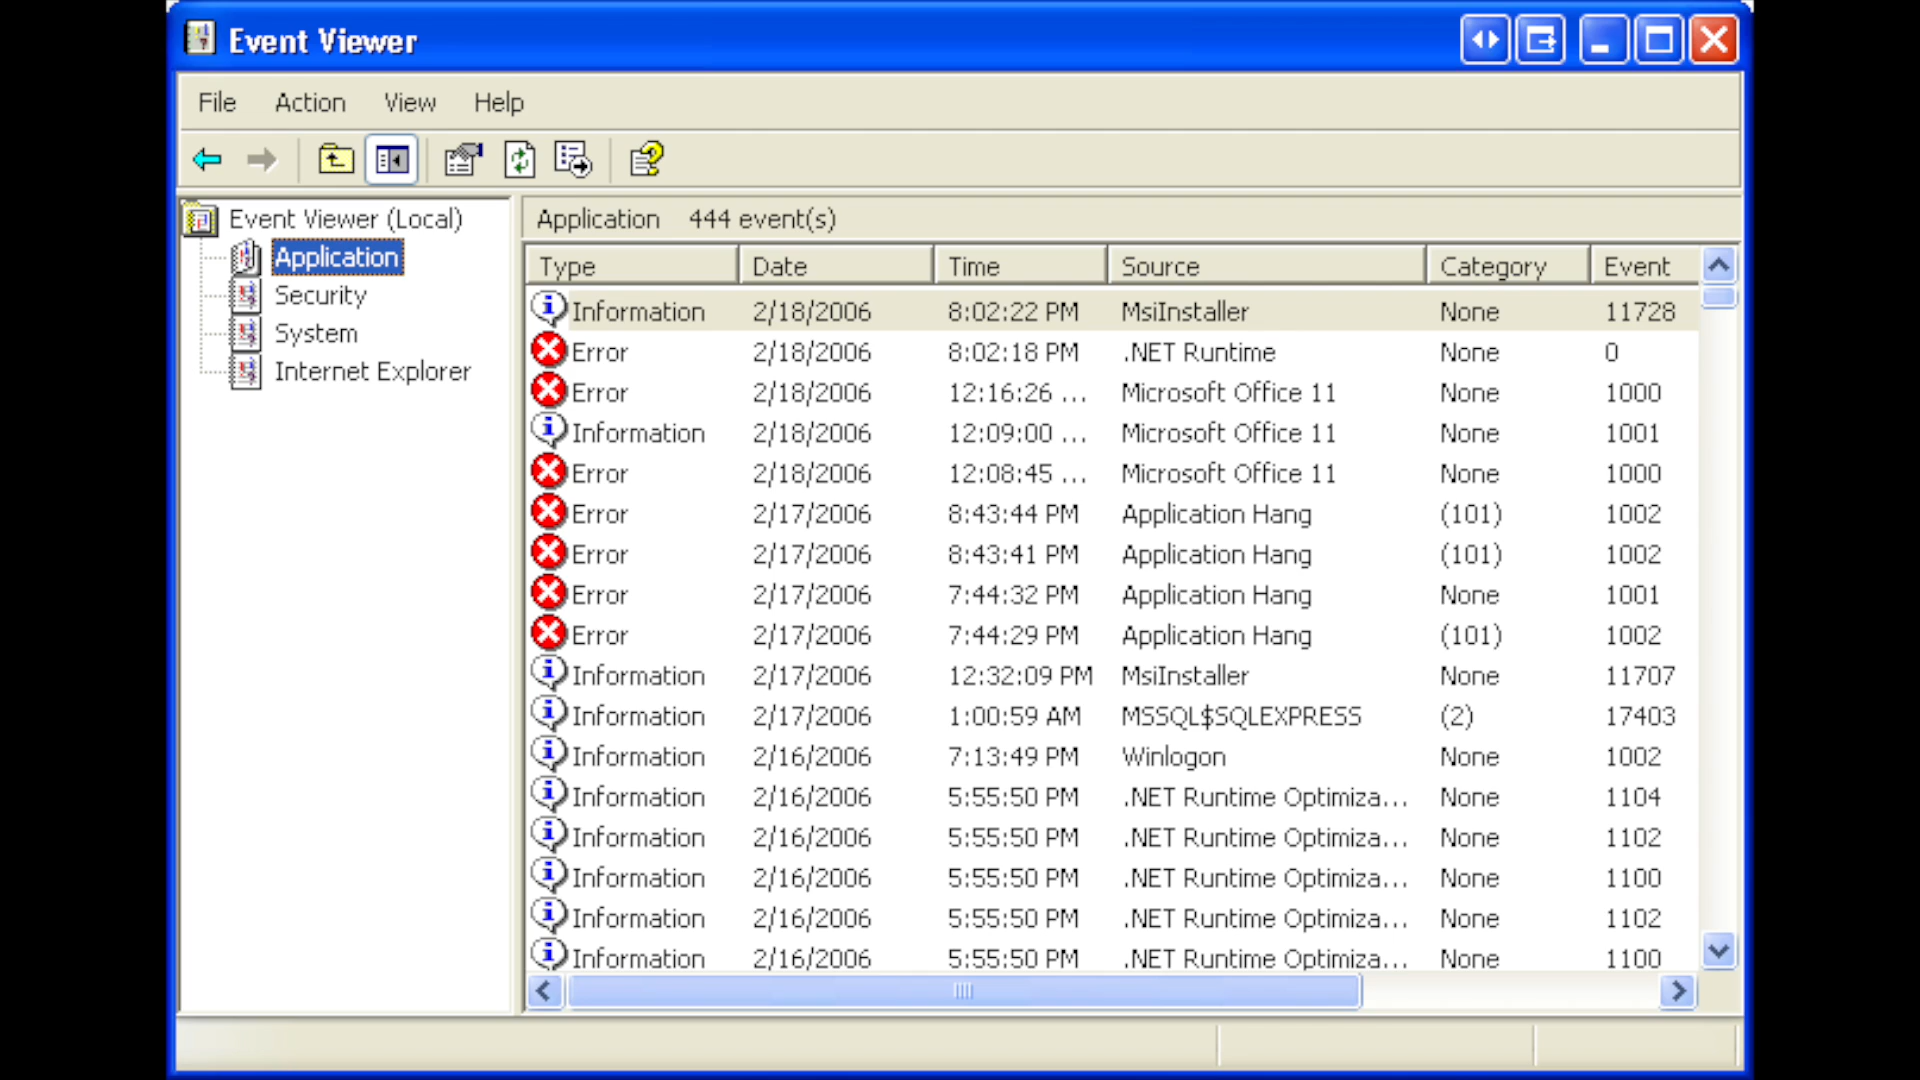 Event Viewer
File Action View Help
Event Viewer (Local)
Application
Security
System
Internet Explorer
Application 444 event(s)
Type Date Time Source Category Event
Information 2/18/2006 8:02:22 PM MsiInstaller None 11728
Error 2/18/2006 8:02:18 PM .NET Runtime None 0
Error 2/18/2006 12:16:26 ... Microsoft Office 11 None 1000
Information 2/18/2006 12:09:00 ... Microsoft Office 11 None 1001
Error 2/18/2006 12:08:45 ... Microsoft Office 11 None 1000
Error 2/17/2006 8:43:44 PM Application Hang (101) 1002
Error 2/17/2006 8:43:41 PM Application Hang (101) 1002
Error 2/17/2006 7:44:32 PM Application Hang None 1001
Error 2/17/2006 7:44:29 PM Application Hang (101) 1002
Information 2/17/2006 12:32:09 PM MsiInstaller None 11707
Information 2/17/2006 1:00:59 AM MSSQL$SQLEXPRESS (2) 17403
Information 2/16/2006 7:13:49 PM Winlogon None 1002
Information 2/16/2006 5:55:50 PM .NET Runtime Optimiza... None 1104
Information 2/16/2006 5:55:50 PM .NET Runtime Optimiza... None 1102
Information 2/16/2006 5:55:50 PM .NET Runtime Optimiza... None 1100
Information 2/16/2006 5:55:50 PM .NET Runtime Optimiza... None 1102
Information 2/16/2006 5:55:50 PM .NET Runtime Optimiza... None 1100